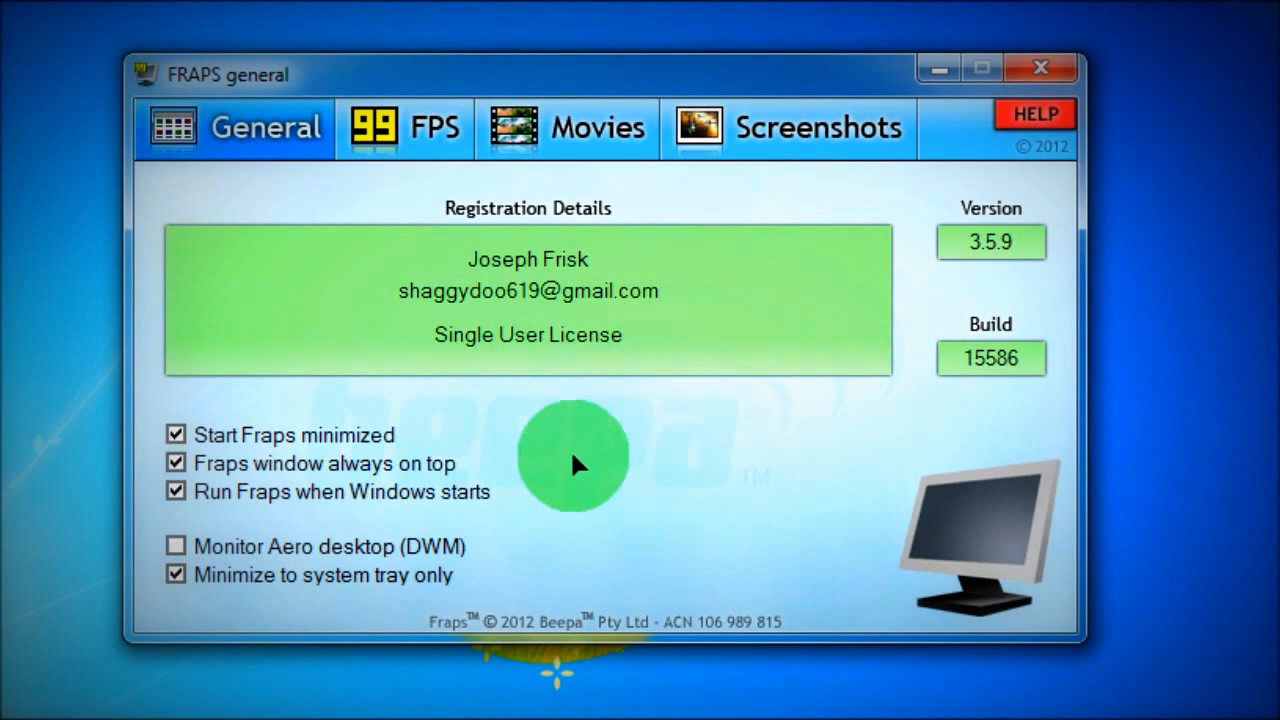 FRAPS general
General
99 FPS
Movies
Screenshots
HELP
© 2012
Registration Details
Joseph Frisk
shaggydoo619@gmail.com
Single User License
Version
3.5.9
Build
15586
beepa™
Start Fraps minimized
Fraps window always on top
Run Fraps when Windows starts
Monitor Aero desktop (DWM)
Minimize to system tray only
Fraps™ © 2012 Beepa™ Pty Ltd - ACN 106 989 815